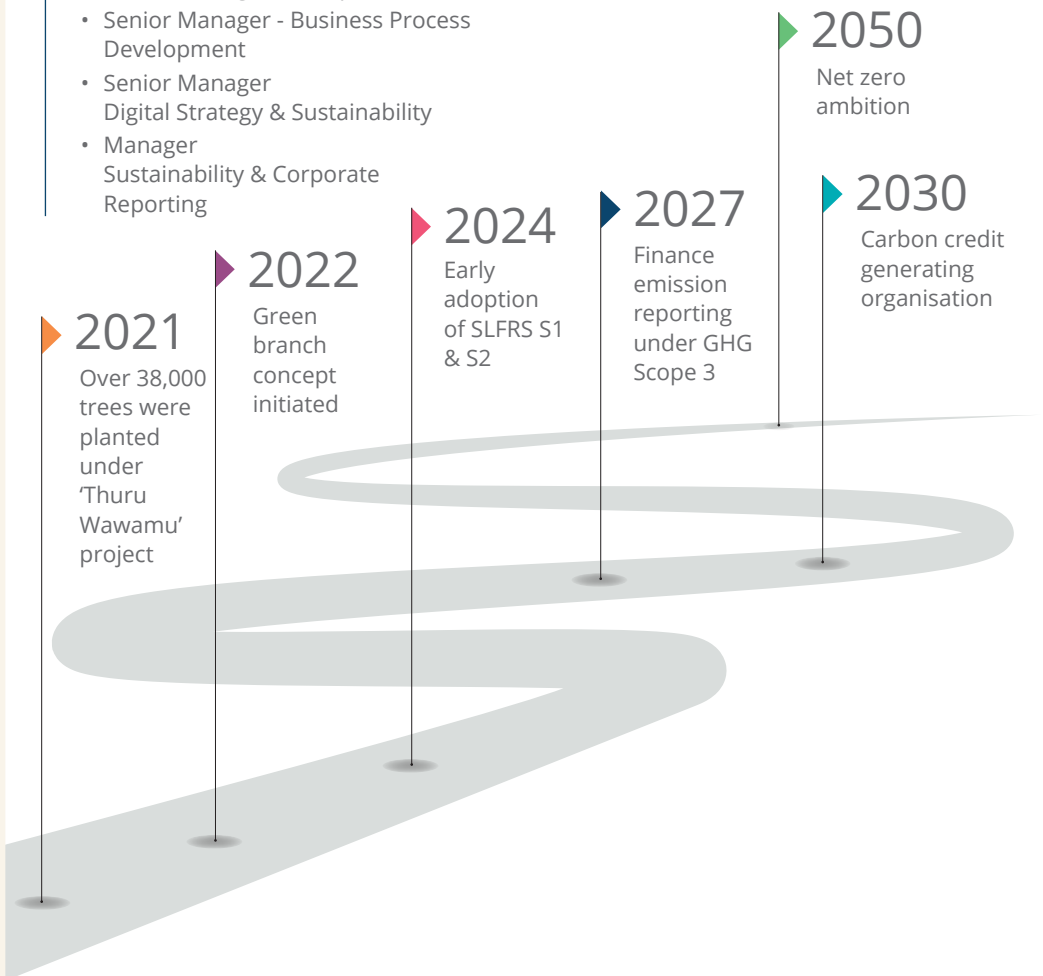 • Senior Manager - Business Process
Development
• Senior Manager
Digital Strategy & Sustainability
• Manager
Sustainability & Corporate
Reporting
2021
Over 38,000
trees were
planted
under
‘Thuru
Wawamu’
project
2022
Green
branch
concept
initiated
2024
Early
adoption
of SLFRS S1
& S2
2027
Finance
emission
reporting
under GHG
Scope 3
2030
Carbon credit
generating
organisation
2050
Net zero
ambition